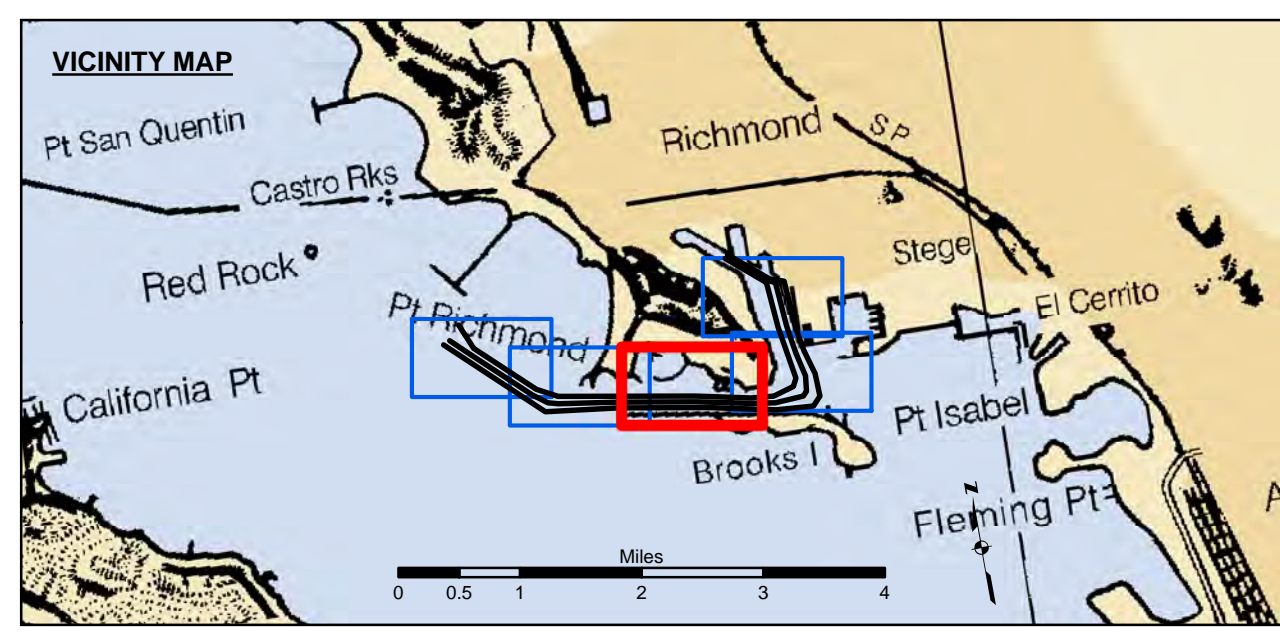 VICINITY MAP
Pt San Quentin
Richmond
S P
Castro Rks
Stege
Red Rock
El Cerrito
Pt Richmond
California Pt
Pt Isabel
Brooks I
Fleming Pt
A
N
Miles
0 0.5 1 2 3 4